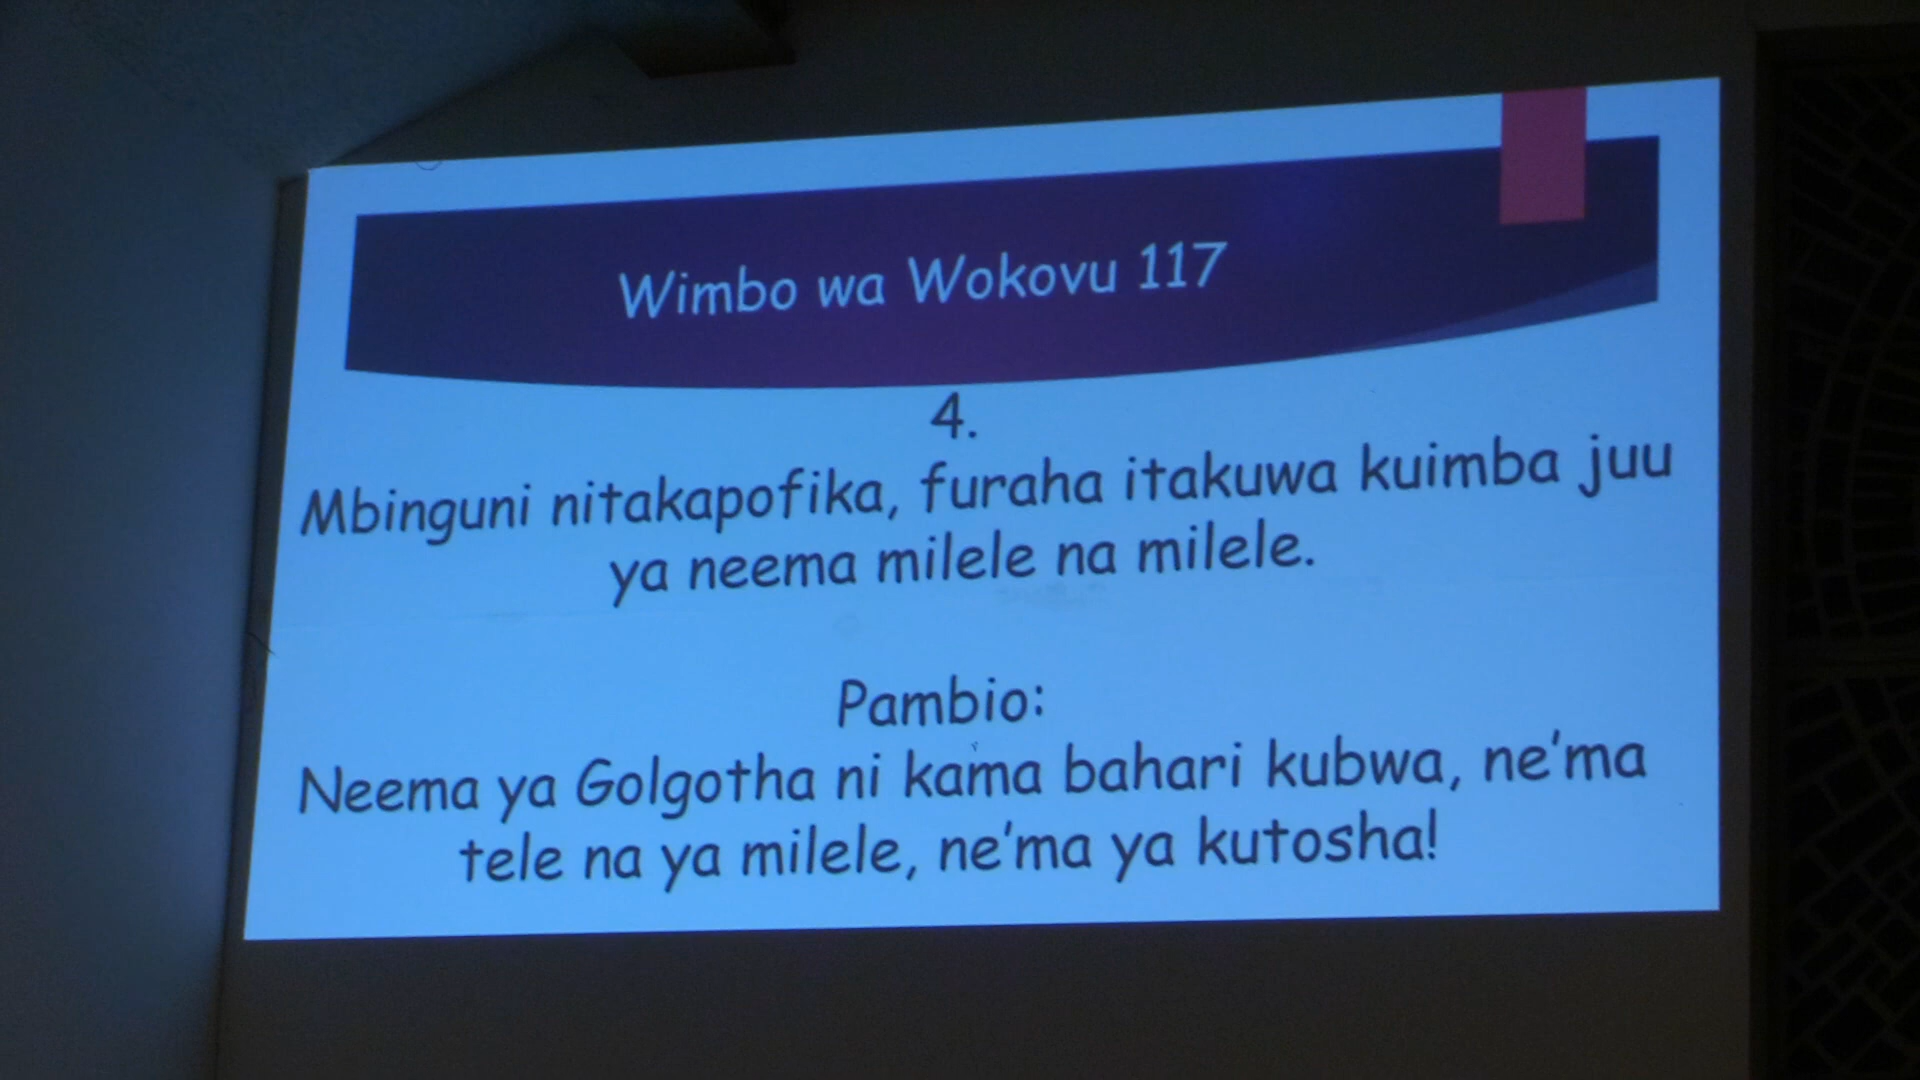 Wimbo wa Wokovu 117
4.
Mbinguni nitakapofika, furaha itakuwa kuimba juu
ya neema milele na milele.
Pambio:
Neema ya Golgotha ni kama bahari kubwa, ne'ma
tele na ya milele, ne'ma ya kutosha!